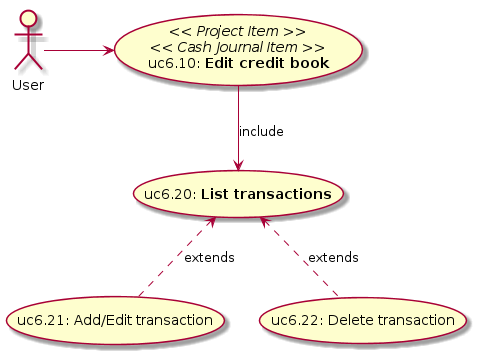 << Project Item >>
<< Cash Journal Item >>
uc6.10: Edit credit book
User
include
uc6.20: List transactions
extends
extends
uc6.21: Add/Edit transaction
uc6.22: Delete transaction